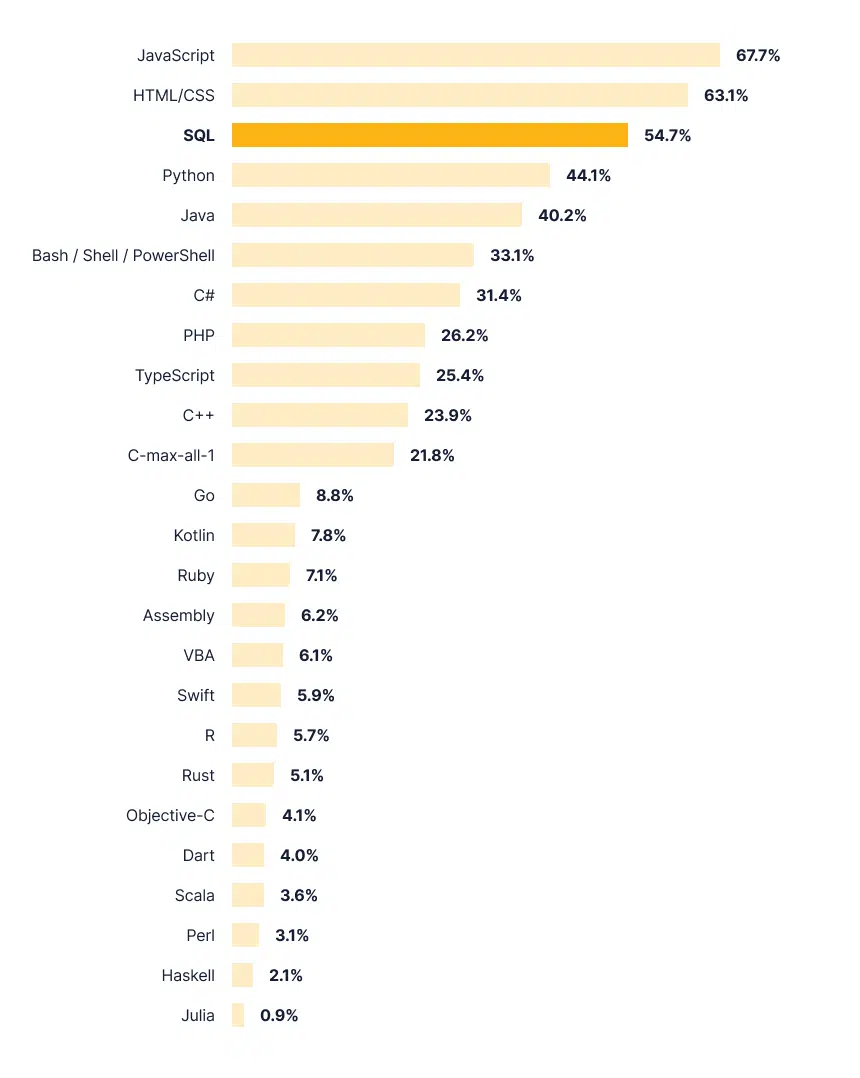 JavaScript 67.7%
HTML/CSS 63.1%
SQL 54.7%
Python 44.1%
Java 40.2%
Bash / Shell / PowerShell 33.1%
C# 31.4%
PHP 26.2%
TypeScript 25.4%
C++ 23.9%
C-max-all-1 21.8%
Go 8.8%
Kotlin 7.8%
Ruby 7.1%
Assembly 6.2%
VBA 6.1%
Swift 5.9%
R 5.7%
Rust 5.1%
Objective-C 4.1%
Dart 4.0%
Scala 3.6%
Perl 3.1%
Haskell 2.1%
Julia 0.9%